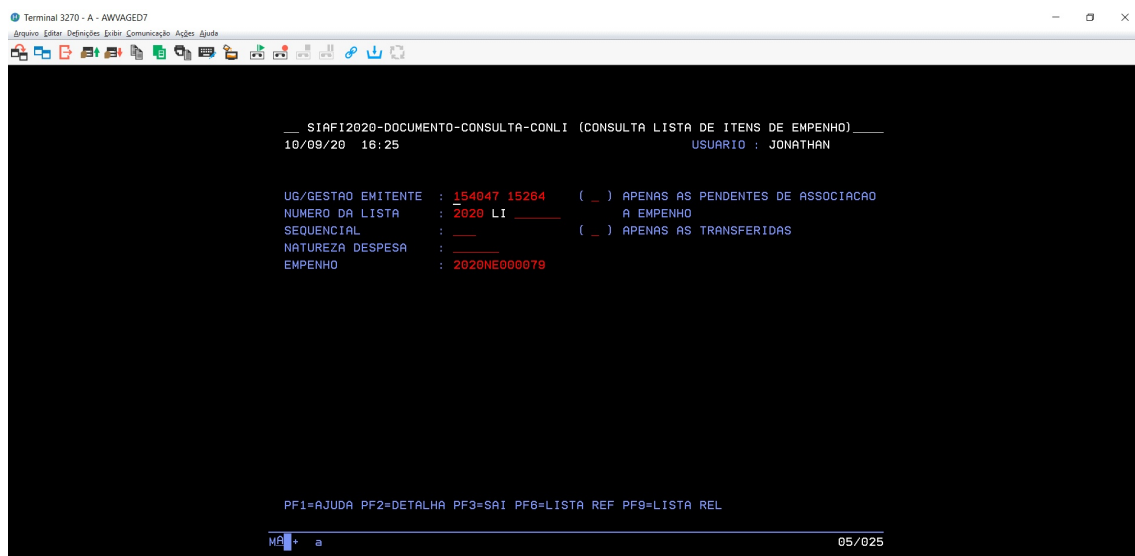 Terminal 3270 - A - AWVAGED7
Arquivo Editar Definições Exibir Comunicação Ações Ajuda
__ SIAFI2020-DOCUMENTO-CONSULTA-CONLI (CONSULTA LISTA DE ITENS DE EMPENHO)____
10/09/20 16:25 USUARIO : JONATHAN
UG/GESTAO EMITENTE : 154047 15264 ( _ ) APENAS AS PENDENTES DE ASSOCIACAO
NUMERO DA LISTA : 2020 LI ______ A EMPENHO
SEQUENCIAL : ___ ( _ ) APENAS AS TRANSFERIDAS
NATUREZA DESPESA : ______
EMPENHO : 2020NE000079
PF1=AJUDA PF2=DETALHA PF3=SAI PF6=LISTA REF PF9=LISTA REL
MA + a 05/025